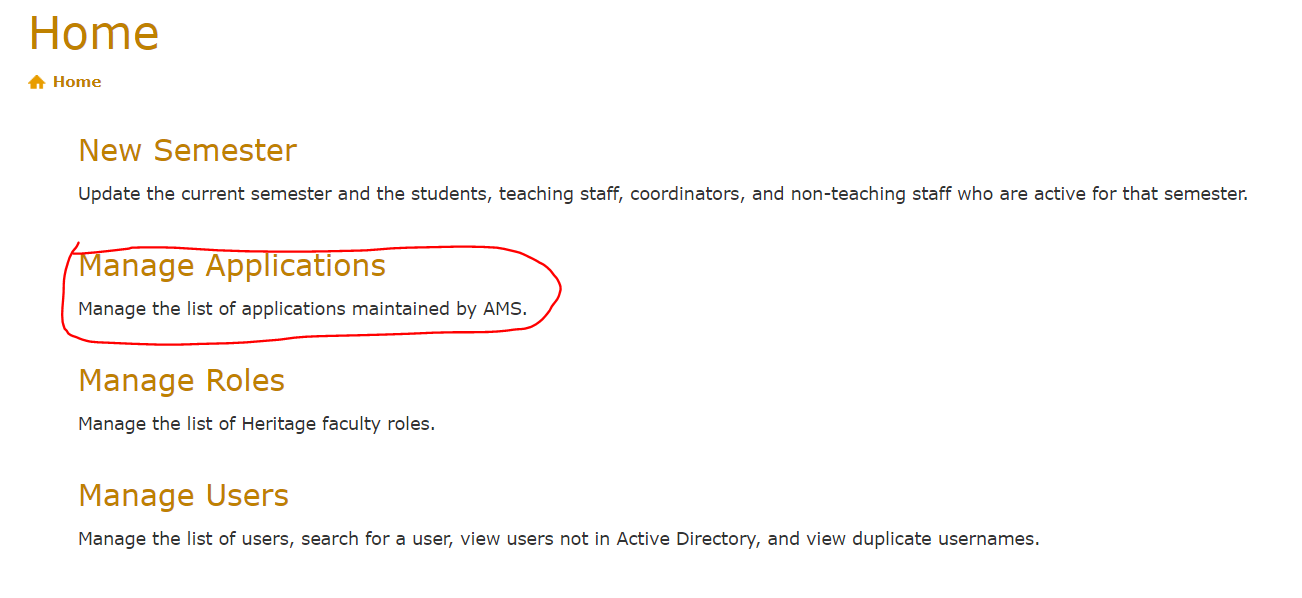 Home
Home
New Semester
Update the current semester and the students, teaching staff, coordinators, and non-teaching staff who are active for that semester.
Manage Applications
Manage the list of applications maintained by AMS.
Manage Roles
Manage the list of Heritage faculty roles.
Manage Users
Manage the list of users, search for a user, view users not in Active Directory, and view duplicate usernames.